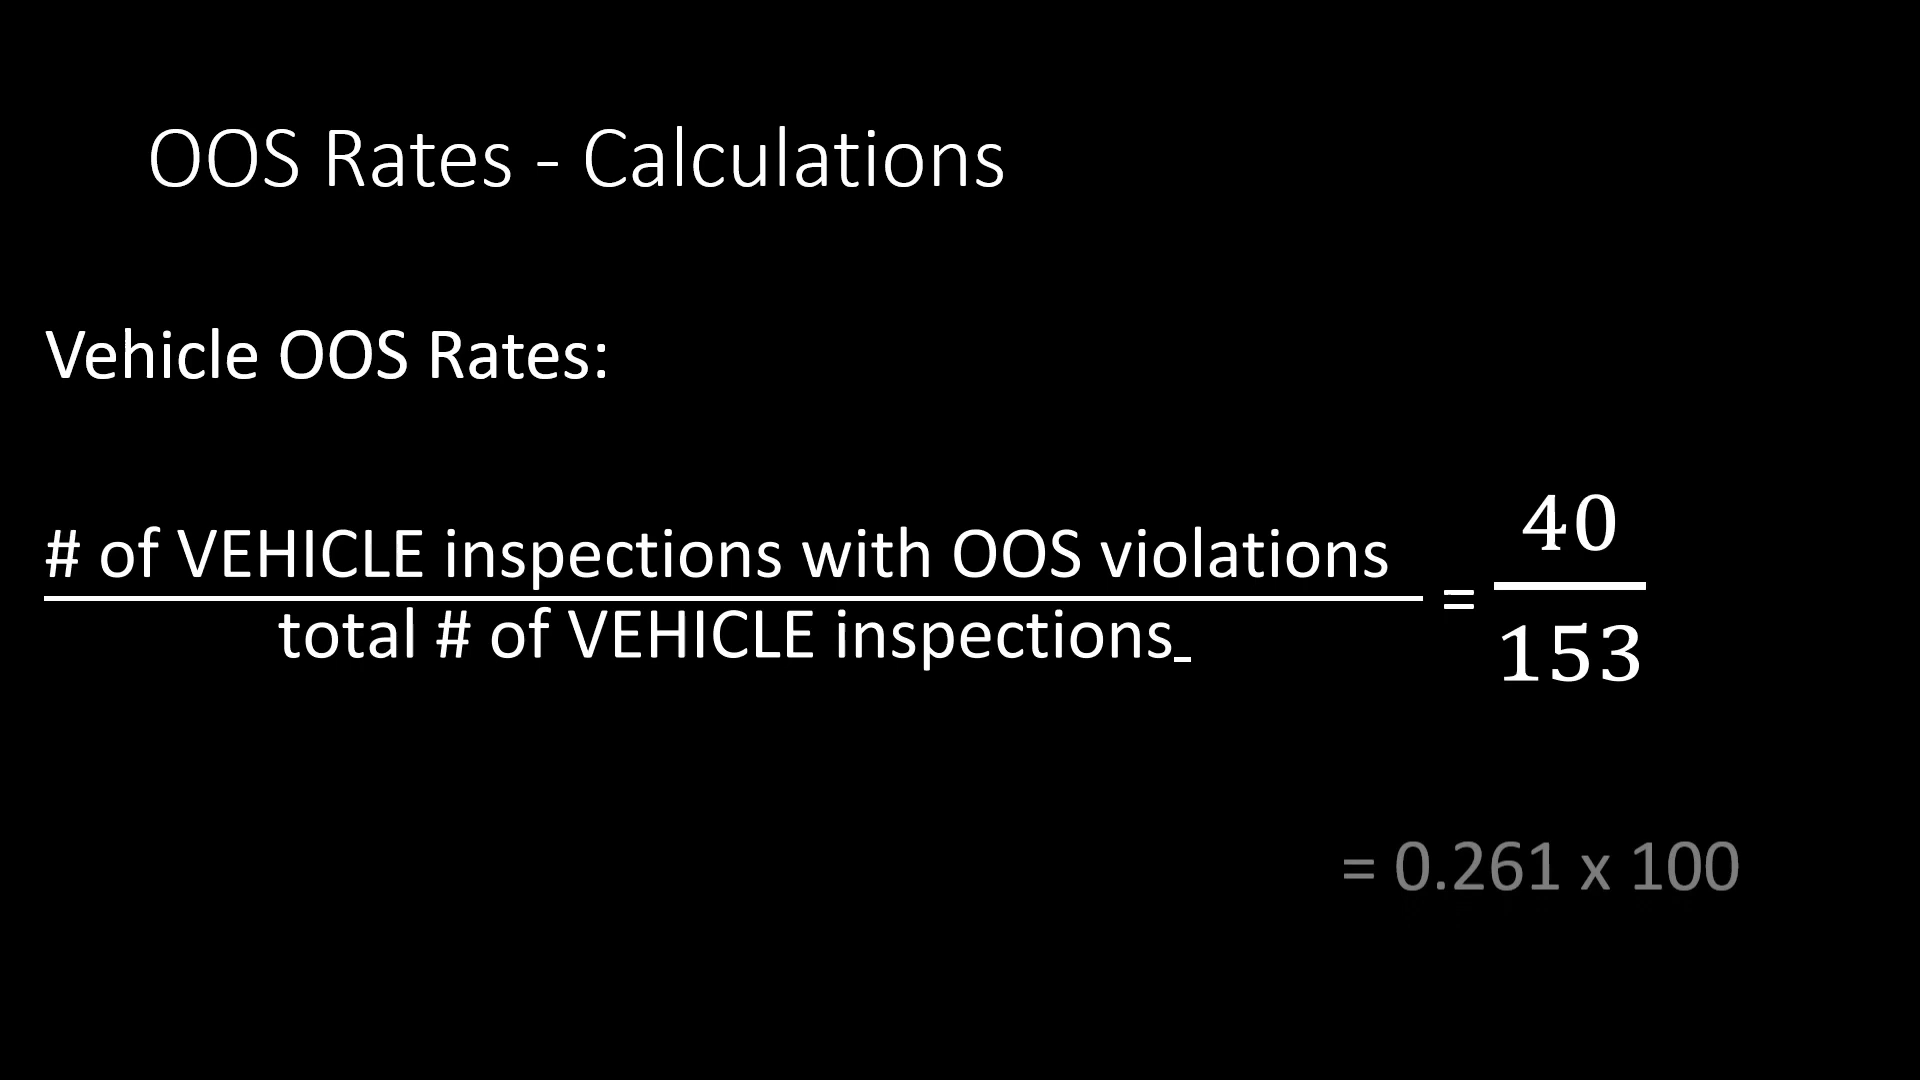 OOS Rates - Calculations
Vehicle OOS Rates:
# of VEHICLE inspections with OOS violations
total # of VEHICLE inspections
= 40
153
= 0.261 x 100